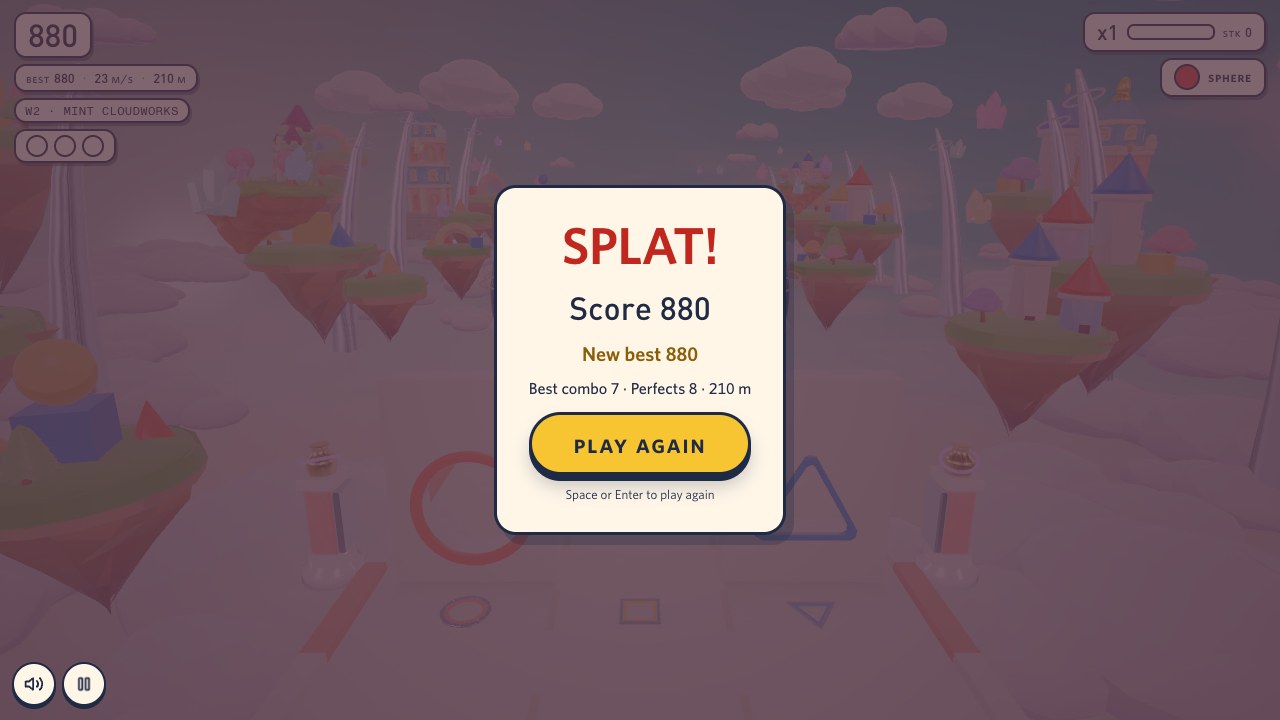 880
x1
STK 0
BEST 880 · 23 M/S · 210 M
SPHERE
W2 · MINT CLOUDWORKS
SPLAT!
Score 880
New best 880
Best combo 7 · Perfects 8 · 210 m
PLAY AGAIN
Space or Enter to play again